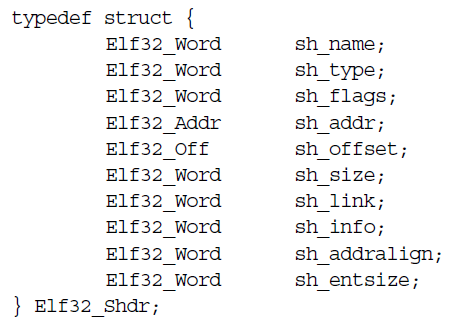 typedef struct {
Elf32_Word sh_name;
Elf32_Word sh_type;
Elf32_Word sh_flags;
Elf32_Addr sh_addr;
Elf32_Off sh_offset;
Elf32_Word sh_size;
Elf32_Word sh_link;
Elf32_Word sh_info;
Elf32_Word sh_addralign;
Elf32_Word sh_entsize;
} Elf32_Shdr;